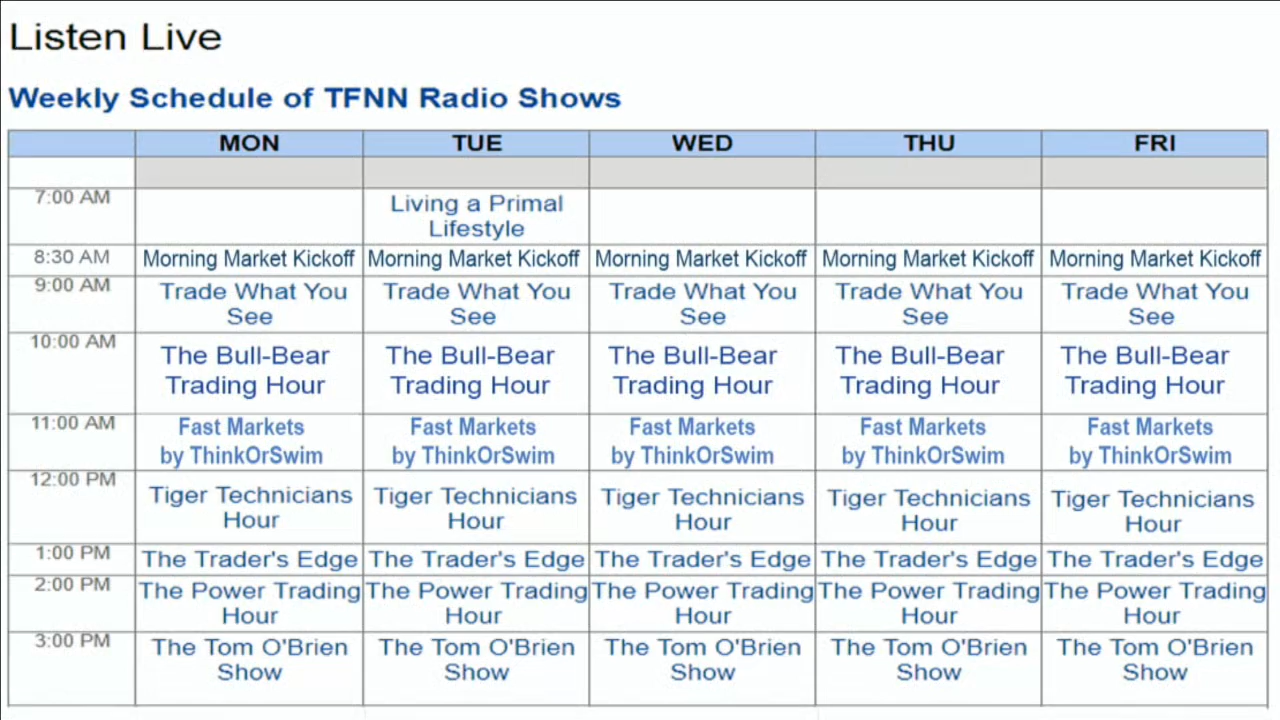 Listen Live
Weekly Schedule of TFNN Radio Shows
MON TUE WED THU FRI
7:00 AM Living a Primal
Lifestyle
8:30 AM Morning Market Kickoff Morning Market Kickoff Morning Market Kickoff Morning Market Kickoff Morning Market Kickoff
9:00 AM Trade What You Trade What You Trade What You Trade What You Trade What You
See See See See See
10:00 AM The Bull-Bear The Bull-Bear The Bull-Bear The Bull-Bear The Bull-Bear
Trading Hour Trading Hour Trading Hour Trading Hour Trading Hour
11:00 AM Fast Markets Fast Markets Fast Markets Fast Markets Fast Markets
by ThinkOrSwim by ThinkOrSwim by ThinkOrSwim by ThinkOrSwim by ThinkOrSwim
12:00 PM Tiger Technicians Tiger Technicians Tiger Technicians Tiger Technicians Tiger Technicians
Hour Hour Hour Hour Hour
1:00 PM The Trader's Edge The Trader's Edge The Trader's Edge The Trader's Edge The Trader's Edge
2:00 PM The Power Trading The Power Trading The Power Trading The Power Trading The Power Trading
Hour Hour Hour Hour Hour
3:00 PM The Tom O'Brien The Tom O'Brien The Tom O'Brien The Tom O'Brien The Tom O'Brien
Show Show Show Show Show